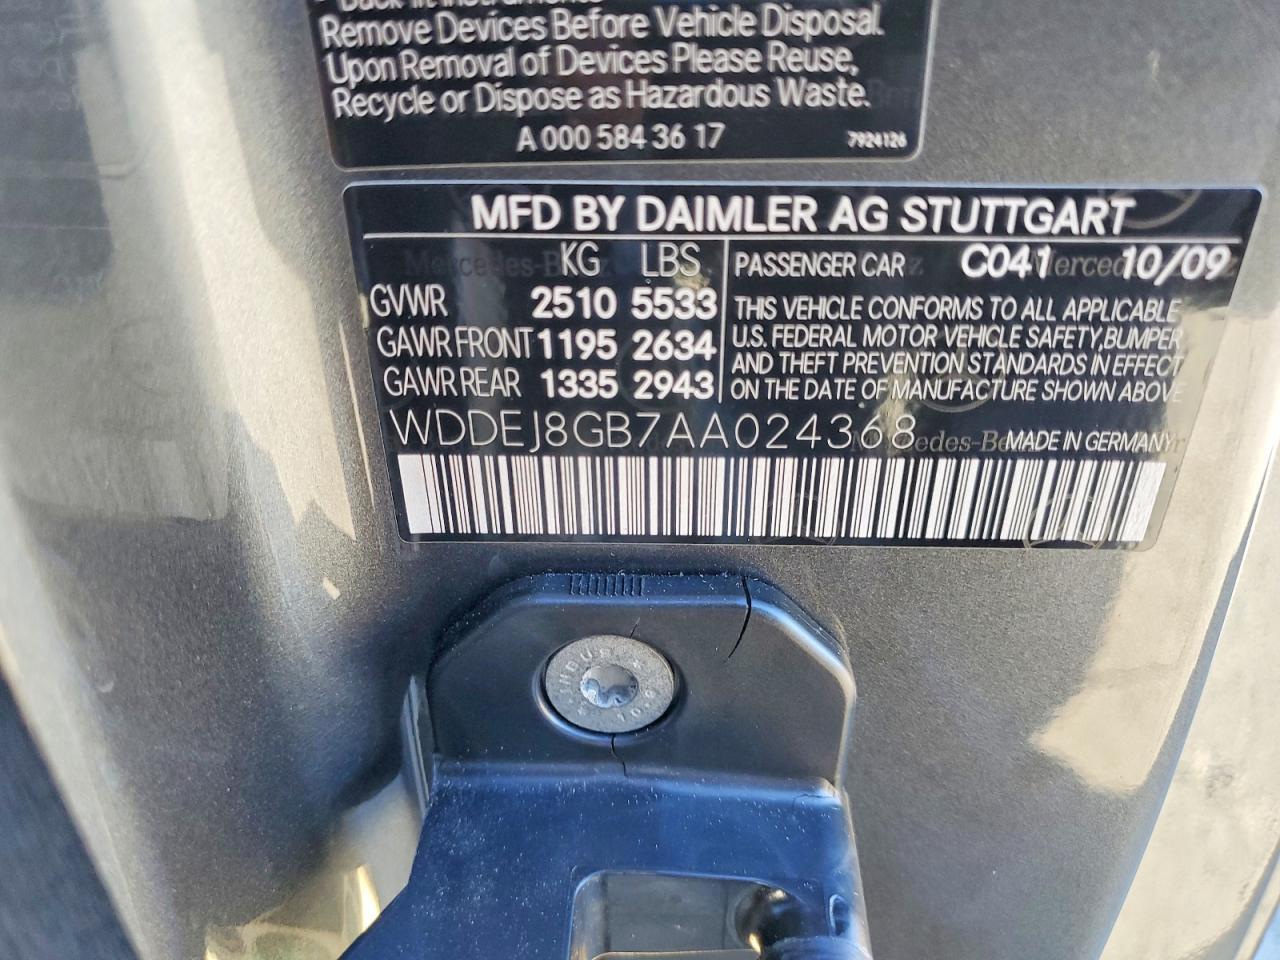 Remove Devices Before Vehicle Disposal.
Upon Removal of Devices Please Reuse,
Recycle or Dispose as Hazardous Waste.
A 000 584 36 17 7924126
MFD BY DAIMLER AG STUTTGART
KG LBS
GVWR 2510 5533
GAWR FRONT 1195 2634
GAWR REAR 1335 2943
PASSENGER CAR C041 10/09
THIS VEHICLE CONFORMS TO ALL APPLICABLE
U.S. FEDERAL MOTOR VEHICLE SAFETY, BUMPER
AND THEFT PREVENTION STANDARDS IN EFFECT
ON THE DATE OF MANUFACTURE SHOWN ABOVE
WDDEJ8GB7AA024368 MADE IN GERMANY